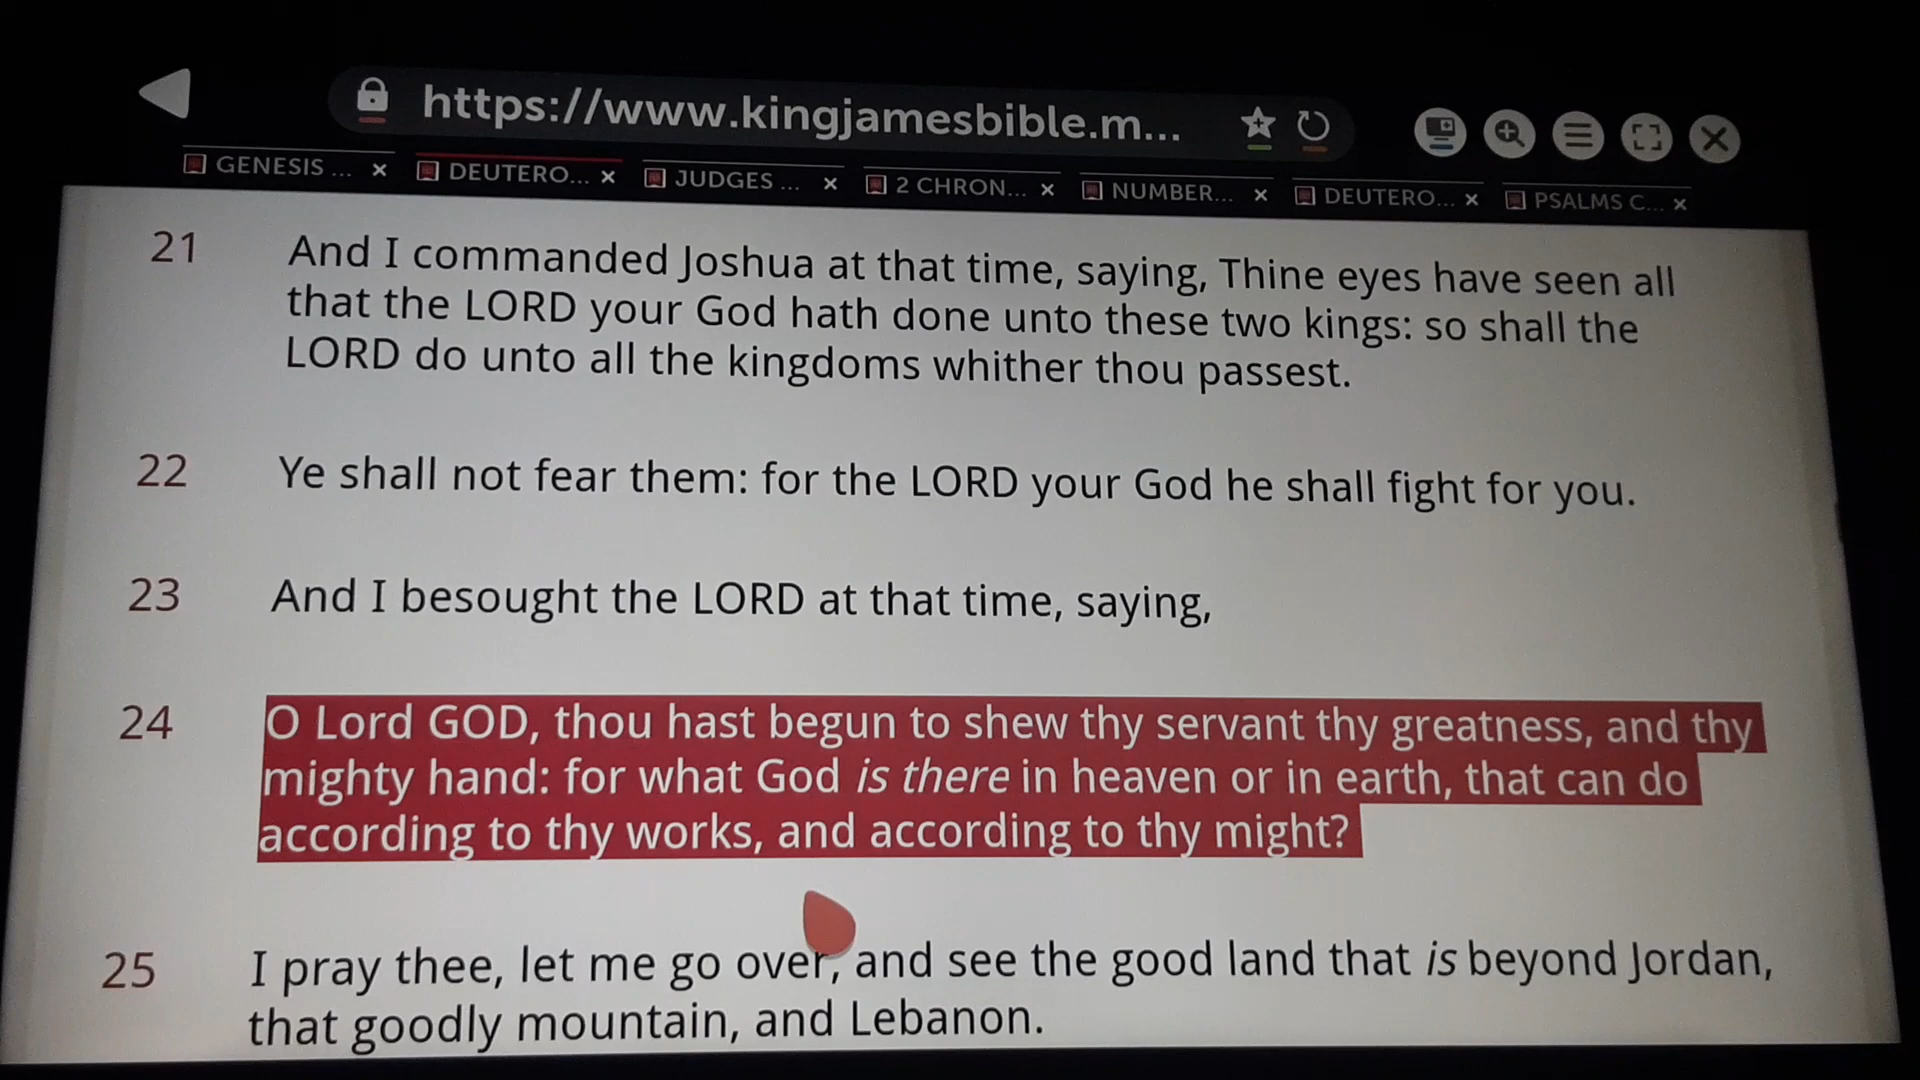 https://www.kingjamesbible.m...
GENESIS ... × DEUTERO... × JUDGES ... × 2 CHRON... × NUMBER... × DEUTERO... × PSALMS C... ×
21 And I commanded Joshua at that time, saying, Thine eyes have seen all
that the LORD your God hath done unto these two kings: so shall the
LORD do unto all the kingdoms whither thou passest.
22 Ye shall not fear them: for the LORD your God he shall fight for you.
23 And I besought the LORD at that time, saying,
24 O Lord GOD, thou hast begun to shew thy servant thy greatness, and thy
mighty hand: for what God is there in heaven or in earth, that can do
according to thy works, and according to thy might?
25 I pray thee, let me go over, and see the good land that is beyond Jordan,
that goodly mountain, and Lebanon.